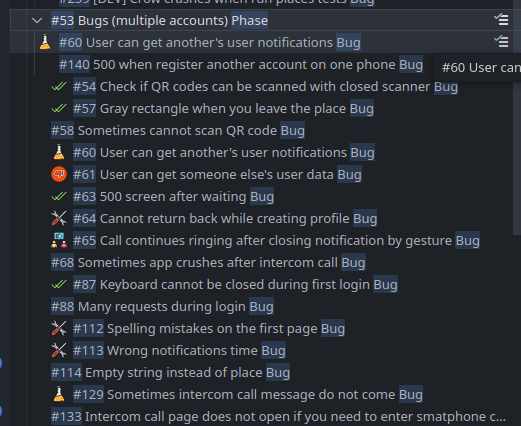 #259 [DEV] Crow crashes when run places tests Bug
#53 Bugs (multiple accounts) Phase
#60 User can get another's user notifications Bug
#140 500 when register another account on one phone Bug
#60 User can
#54 Check if QR codes can be scanned with closed scanner Bug
#57 Gray rectangle when you leave the place Bug
#58 Sometimes cannot scan QR code Bug
#60 User can get another's user notifications Bug
#61 User can get someone else's user data Bug
#63 500 screen after waiting Bug
#64 Cannot return back while creating profile Bug
#65 Call continues ringing after closing notification by gesture Bug
#68 Sometimes app crashes after intercom call Bug
#87 Keyboard cannot be closed during first login Bug
#88 Many requests during login Bug
#112 Spelling mistakes on the first page Bug
#113 Wrong notifications time Bug
#114 Empty string instead of place Bug
#129 Sometimes intercom call message do not come Bug
#133 Intercom call page does not open if you need to enter smatphone c...